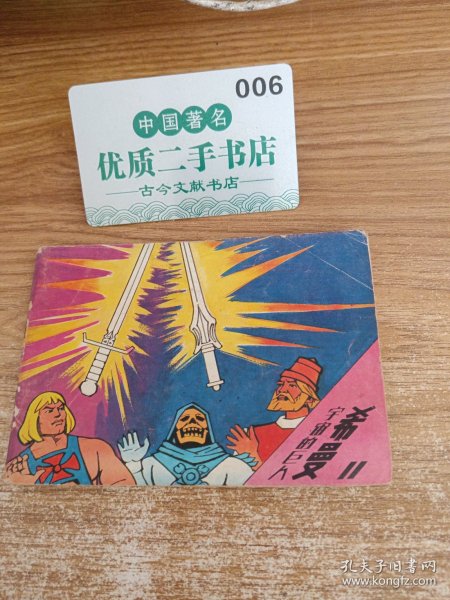 006
中国著名
优质二手书店
古今文献书店
宇宙的巨人
希曼 11
孔夫子旧书网
www.kongfz.com